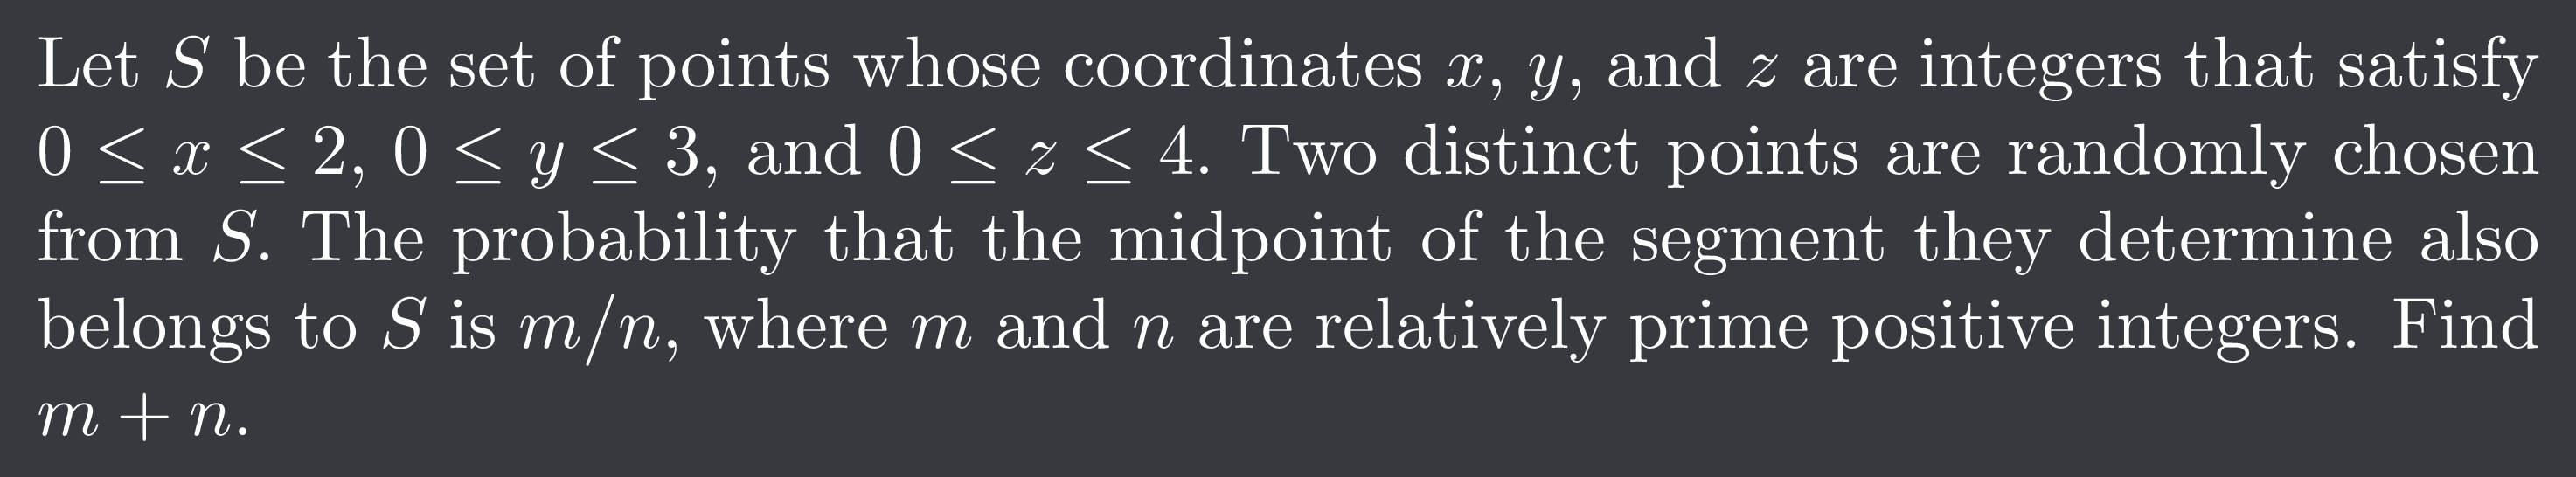 Let S be the set of points whose coordinates x, y, and z are integers that satisfy
0 ≤ x ≤ 2, 0 ≤ y ≤ 3, and 0 ≤ z ≤ 4. Two distinct points are randomly chosen
from S. The probability that the midpoint of the segment they determine also
belongs to S is m/n, where m and n are relatively prime positive integers. Find
m + n.